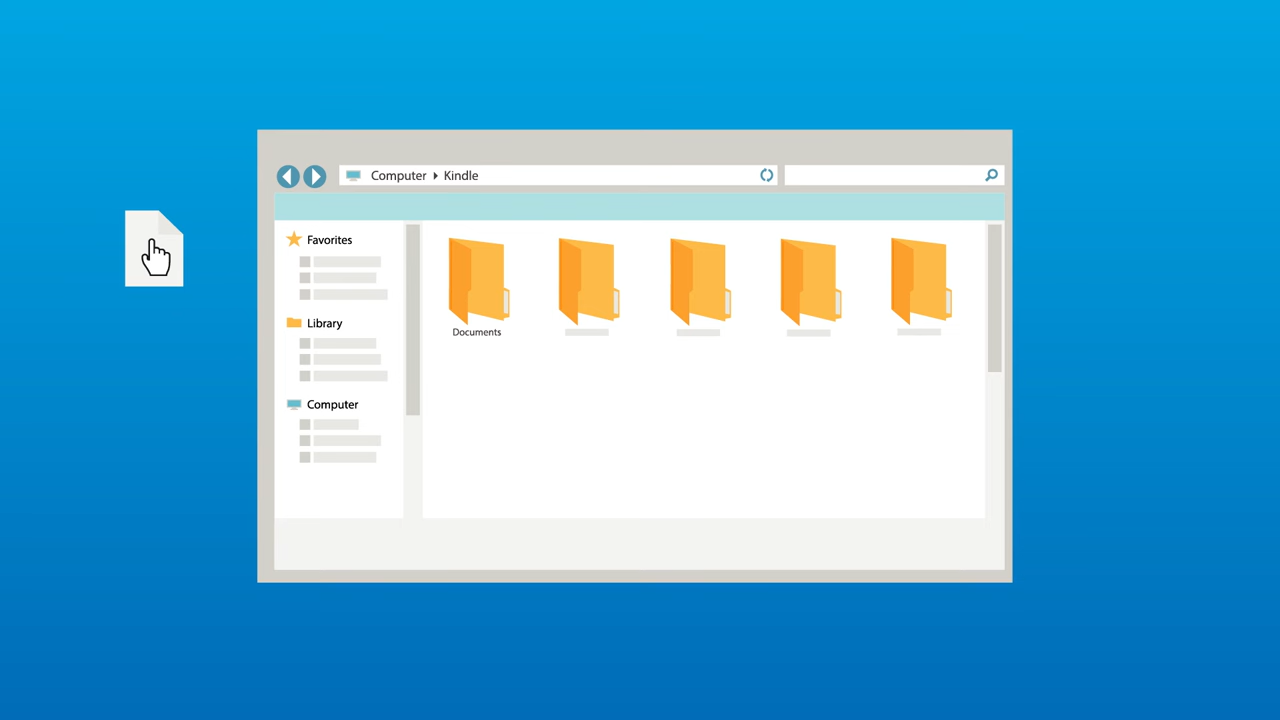 Computer Kindle
Favorites
Library
Computer
Documents